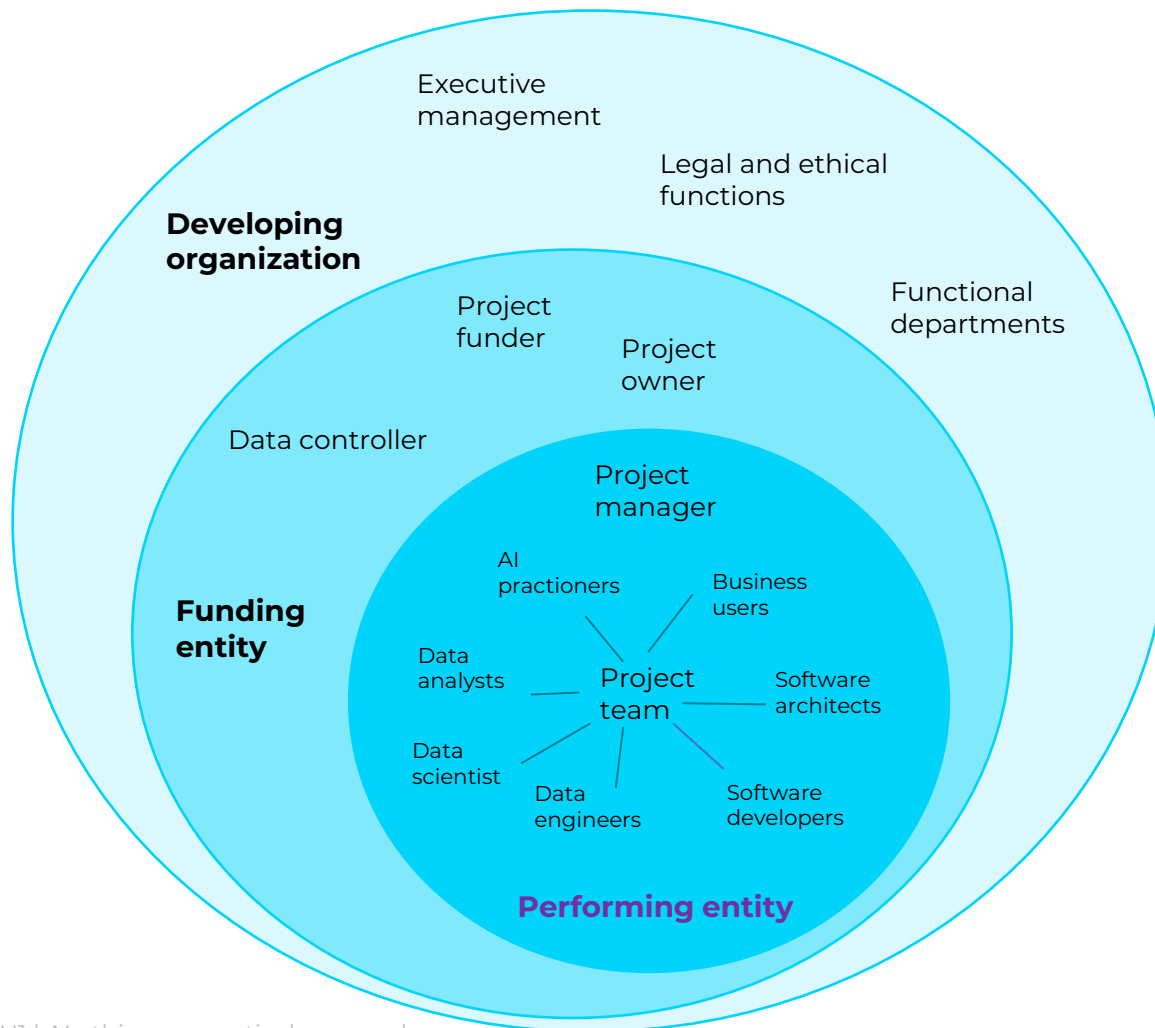 Executive
management
Legal and ethical
functions
Developing
organization
Functional
departments
Project
funder
Project
owner
Data controller
Project
manager
AI
practioners
Business
users
Funding
entity
Data
analysts
Project
team
Software
architects
Data
scientist
Data
engineers
Software
developers
Performing entity